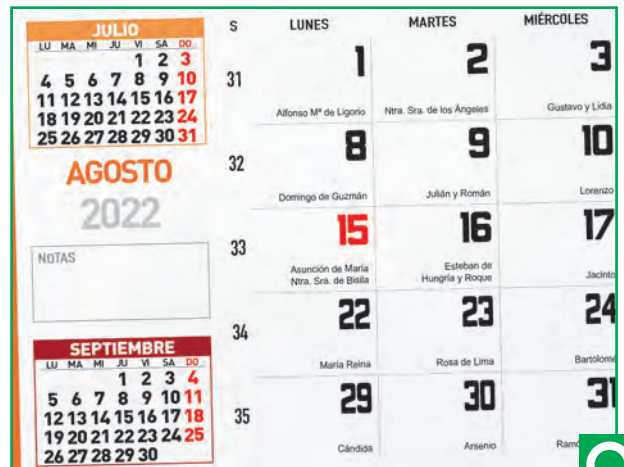 JULIO
LU MA MI JU VI SA DO
1 2 3
4 5 6 7 8 9 10
11 12 13 14 15 16 17
18 19 20 21 22 23 24
25 26 27 28 29 30 31
AGOSTO
2022
NOTAS
SEPTIEMBRE
LU MA MI JU VI SA DO
1 2 3 4
5 6 7 8 9 10 11
12 13 14 15 16 17 18
19 20 21 22 23 24 25
26 27 28 29 30
S LUNES MARTES MIÉRCOLES
31 1 2 3
Alfonso Mª de Ligorio Ntra. Sra. de los Ángeles Gustavo y Lidia
32 8 9 10
Domingo de Guzmán Julián y Román Lorenzo
33 15 16 17
Asunción de María Esteban de
Ntra. Sra. de Bisila Hungría y Roque Jacinto
34 22 23 24
María Reina Rosa de Lima Bartolomé
35 29 30 31
Cándida Arsenio